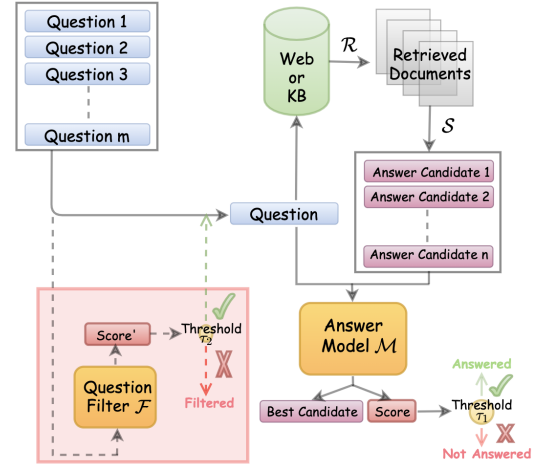 Question 1
Question 2
Question 3
Question m
Web
or
KB
R
Retrieved
Documents
S
Answer Candidate 1
Answer Candidate 2
Answer Candidate n
Question
Score'
Threshold
τ2
Question
Filter F
Filtered
Answer
Model M
Best Candidate
Score
Answered
Threshold
τ1
Not Answered